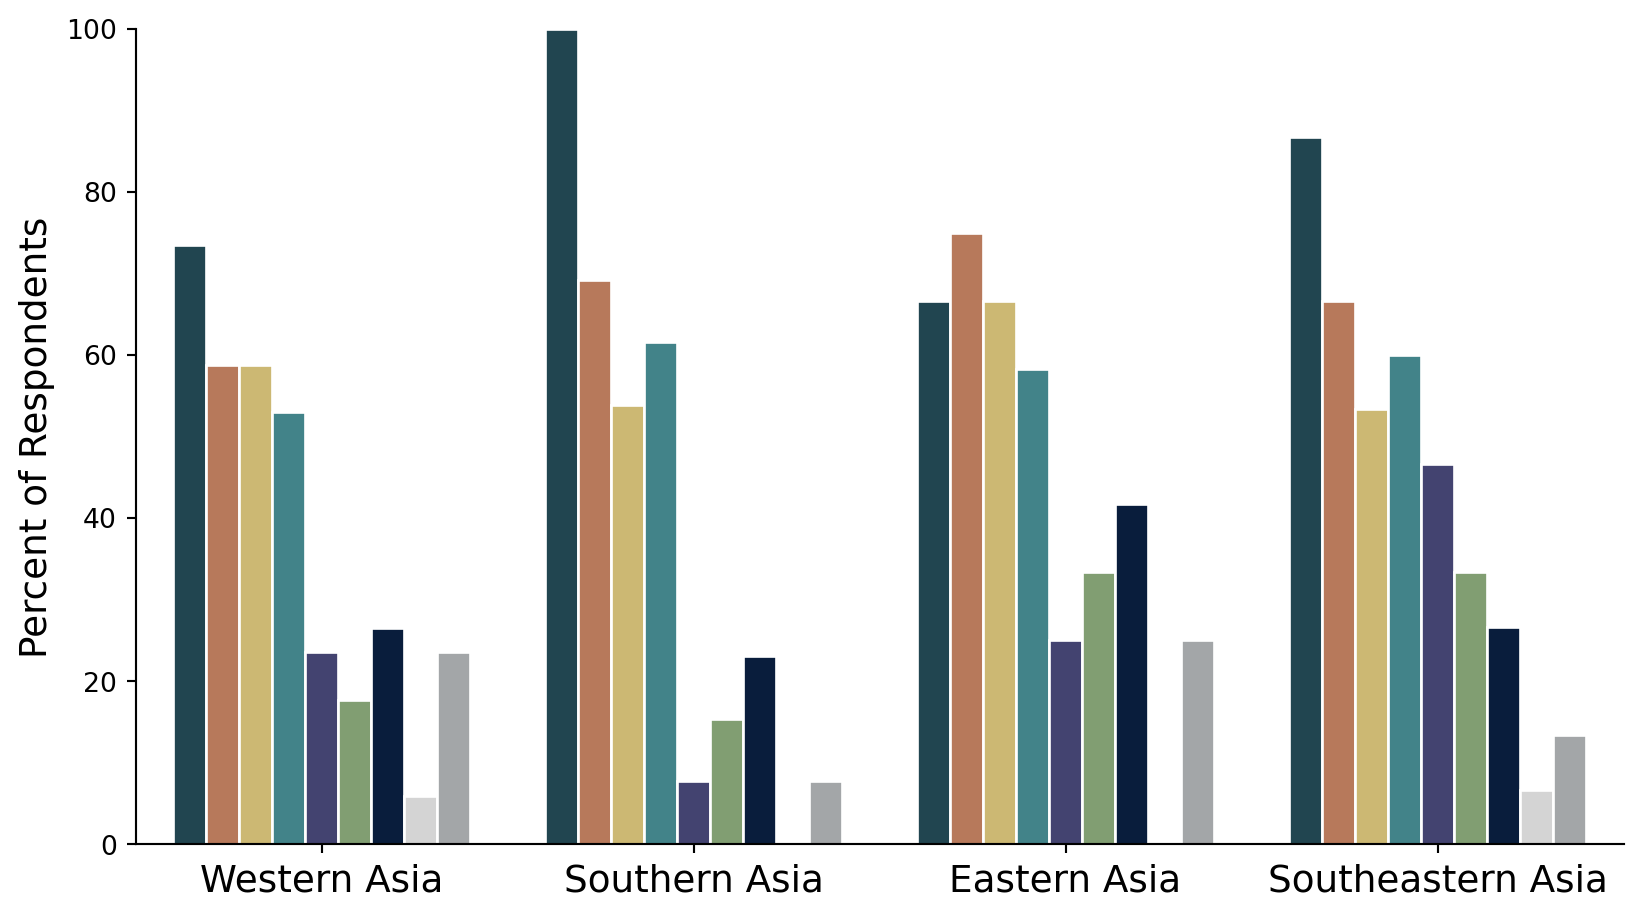 Percent of Respondents
100
80
60
40
20
0
Western Asia
Southern Asia
Eastern Asia
Southeastern Asia